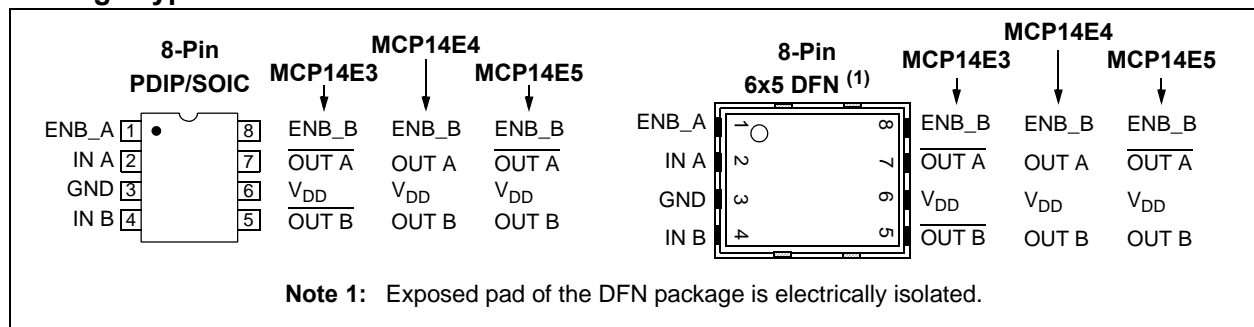 8-Pin
PDIP/SOIC
MCP14E3
MCP14E4
MCP14E5
ENB_A 1 8 ENB_B ENB_B ENB_B
IN A 2 7 OUT A OUT A OUT A
GND 3 6 VDD VDD VDD
IN B 4 5 OUT B OUT B OUT B
8-Pin
6x5 DFN (1)
MCP14E3
MCP14E4
MCP14E5
ENB_A 1 8 ENB_B ENB_B ENB_B
IN A 2 7 OUT A OUT A OUT A
GND 3 6 VDD VDD VDD
IN B 4 5 OUT B OUT B OUT B
Note 1: Exposed pad of the DFN package is electrically isolated.